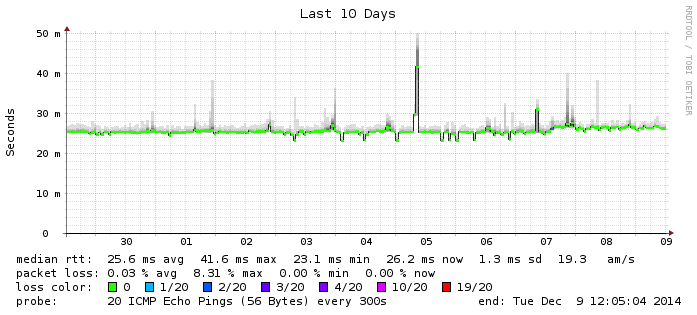 Last 10 Days
RRDTOOL / TOBI OETIKER
Seconds
50 m
40 m
30 m
20 m
10 m
0
30 01 02 03 04 05 06 07 08 09
median rtt: 25.6 ms avg 41.6 ms max 23.1 ms min 26.2 ms now 1.3 ms sd 19.3 am/s
packet loss: 0.03 % avg 8.31 % max 0.00 % min 0.00 % now
loss color: 0 1/20 2/20 3/20 4/20 10/20 19/20
probe: 20 ICMP Echo Pings (56 Bytes) every 300s end: Tue Dec 9 12:05:04 2014